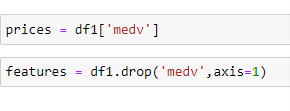 prices = df1['medv']
features = df1.drop('medv',axis=1)